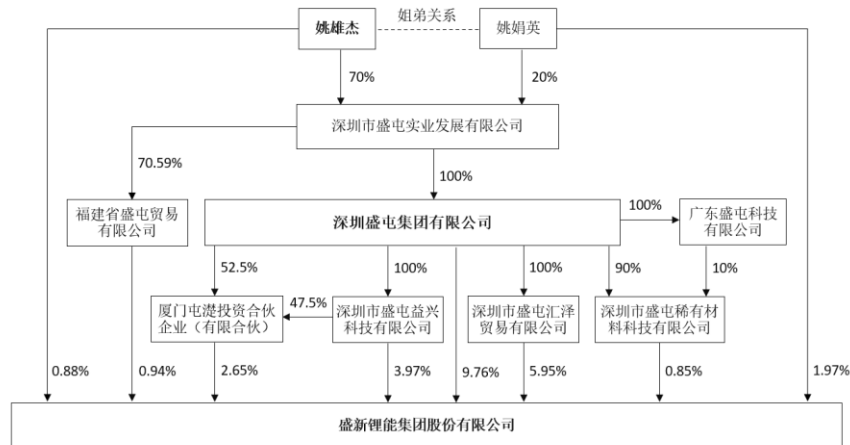 姚雄杰
姐弟关系
姚娟英
70%
20%
深圳市盛屯实业发展有限公司
70.59%
100%
福建省盛屯贸易
有限公司
深圳盛屯集团有限公司
100%
广东盛屯科技
有限公司
52.5%
100%
100%
90%
10%
厦门屯濋投资合伙
企业（有限合伙）
47.5%
深圳市盛屯益兴
科技有限公司
深圳市盛屯汇泽
贸易有限公司
深圳市盛屯稀有材
料科技有限公司
0.88%
0.94%
2.65%
3.97%
9.76%
5.95%
0.85%
1.97%
盛新锂能集团股份有限公司